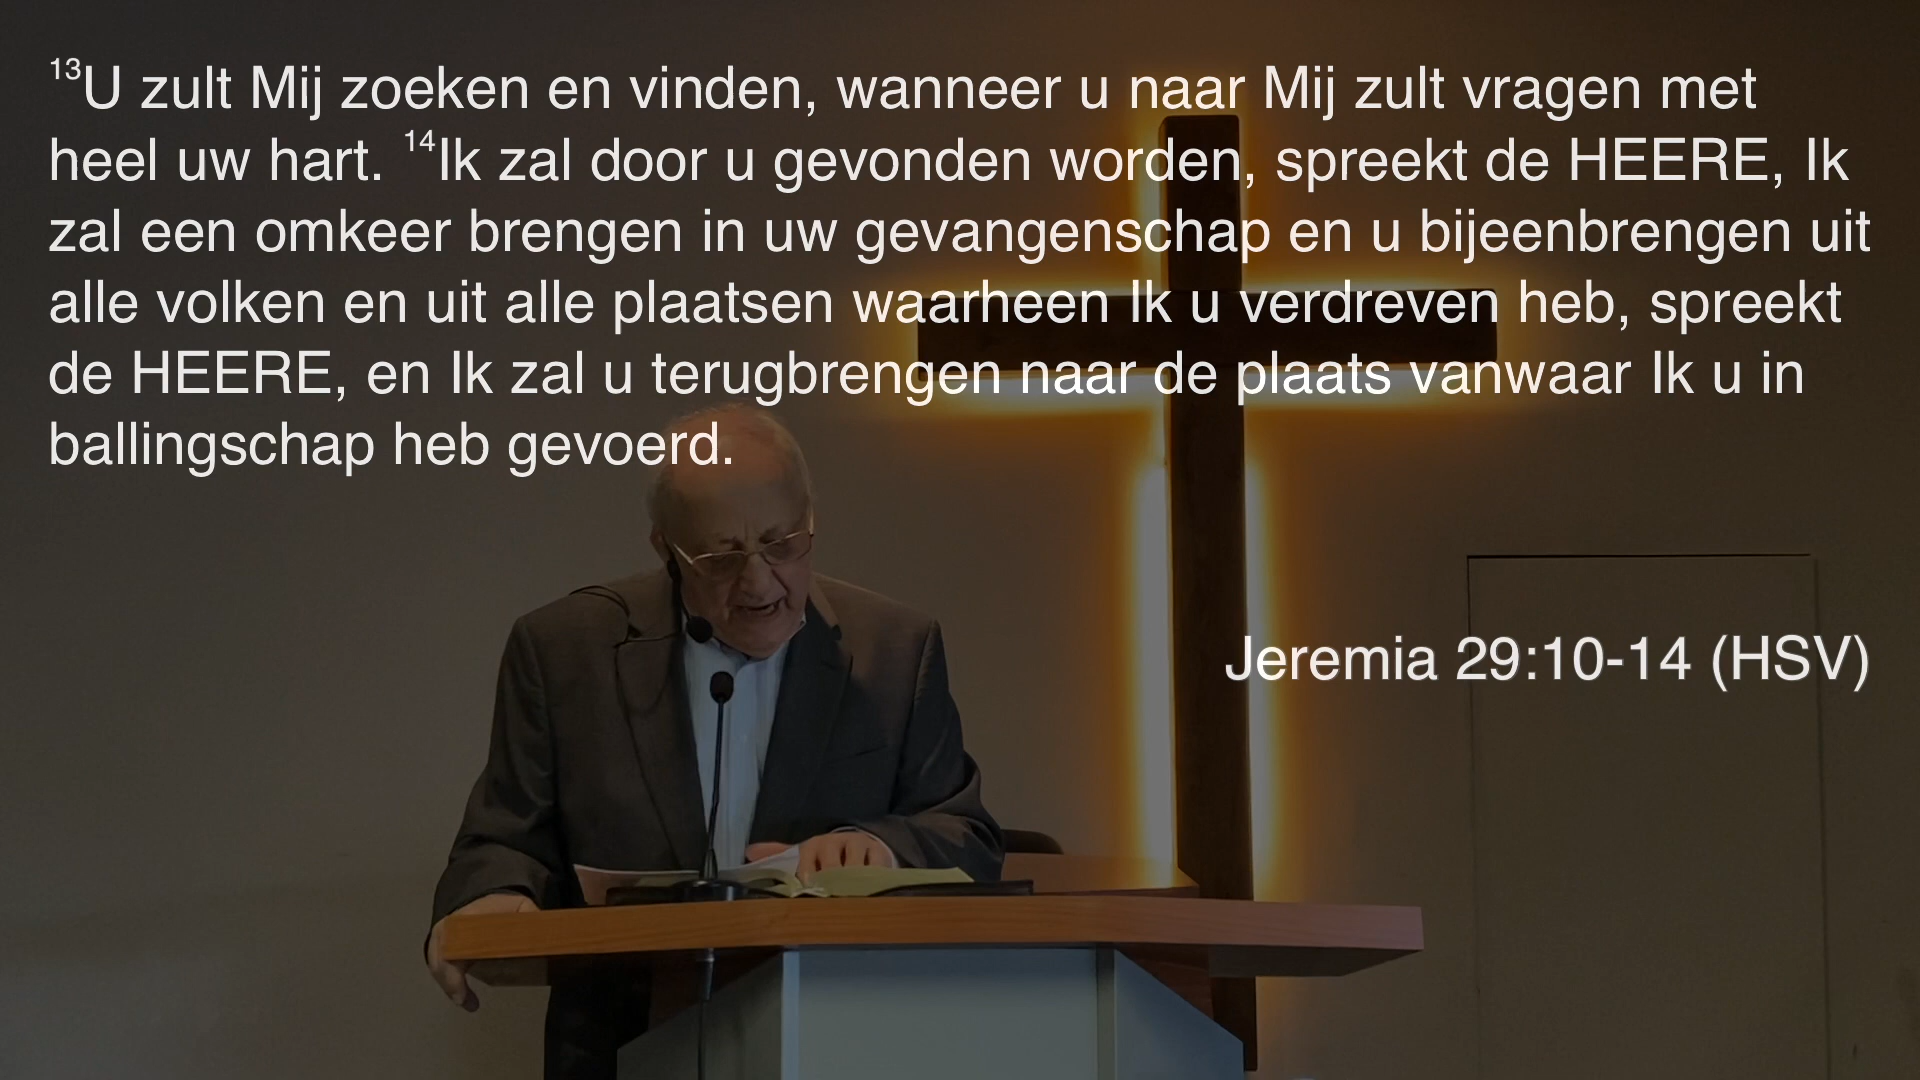 ¹³U zult Mij zoeken en vinden, wanneer u naar Mij zult vragen met
heel uw hart. ¹⁴Ik zal door u gevonden worden, spreekt de HEERE, Ik
zal een omkeer brengen in uw gevangenschap en u bijeenbrengen uit
alle volken en uit alle plaatsen waarheen Ik u verdreven heb, spreekt
de HEERE, en Ik zal u terugbrengen naar de plaats vanwaar Ik u in
ballingschap heb gevoerd.
Jeremia 29:10-14 (HSV)